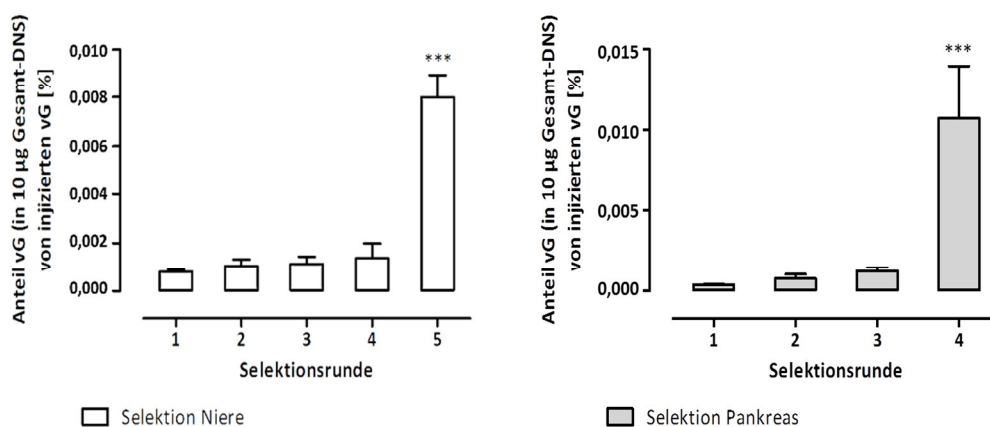 Anteil vG (in 10 µg Gesamt-DNS)
von injizierten vG [%]
0,010
0,008
0,006
0,004
0,002
0,000
***
1 2 3 4 5
Selektionsrunde
Selektion Niere
Anteil vG (in 10 µg Gesamt-DNS)
von injizierten vG [%]
0,015
0,010
0,005
0,000
***
1 2 3 4
Selektionsrunde
Selektion Pankreas